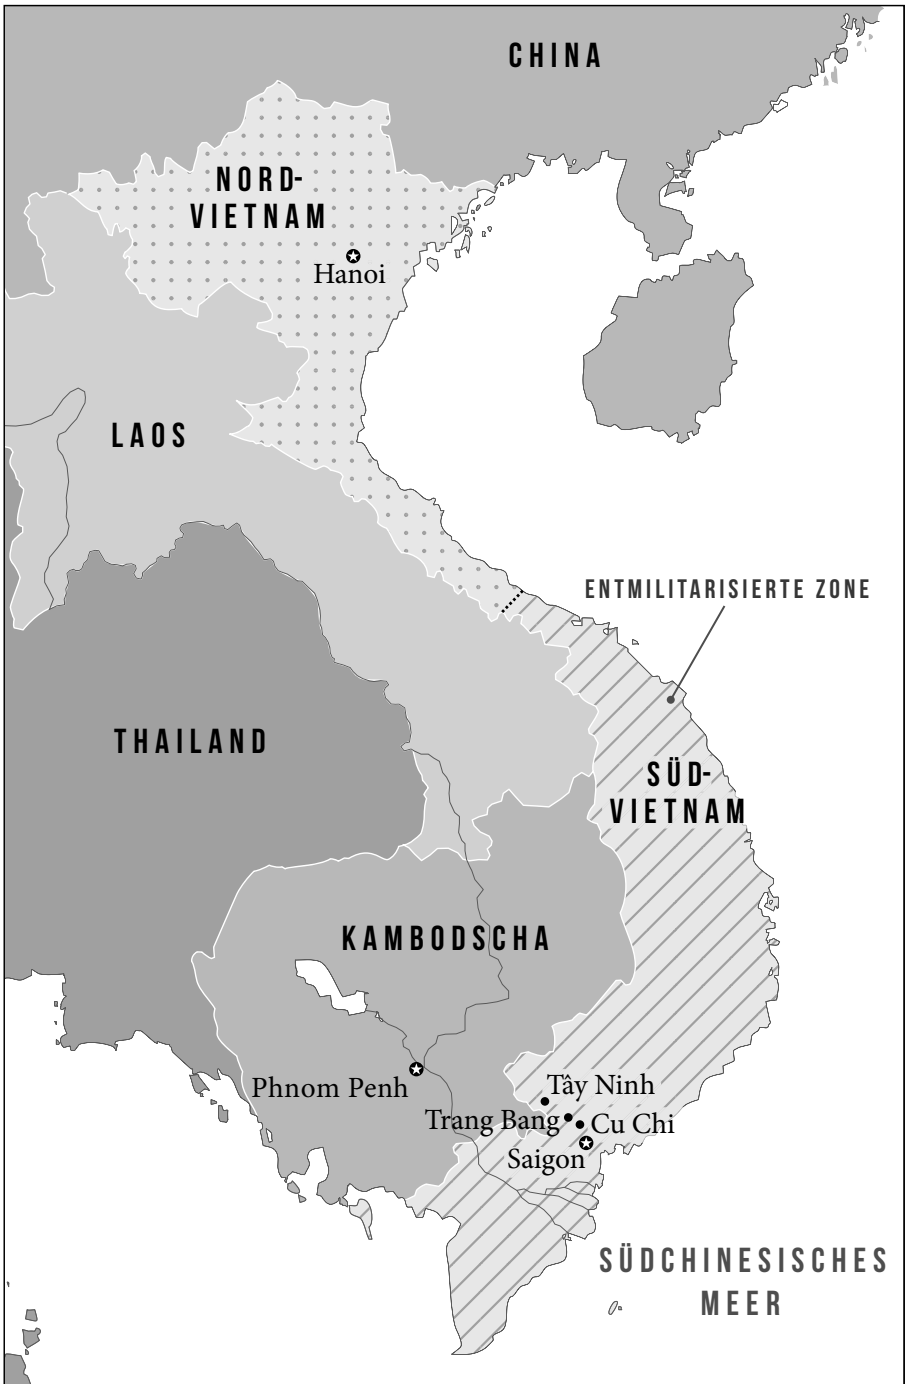 CHINA
NORD-
VIETNAM
Hanoi
LAOS
ENTMILITARISIERTE ZONE
THAILAND
SÜD-
VIETNAM
KAMBODSCHA
Phnom Penh
Tây Ninh
Trang Bang
Cu Chi
Saigon
SÜDCHINESISCHES
MEER